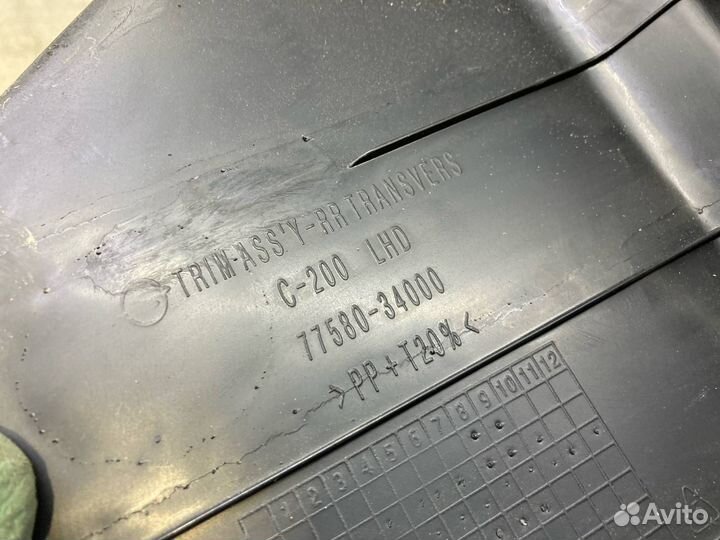 TRIM ASS'Y-RR TRANSVERS
C-200 LHD
77580-34000
>PP+T20%<
1 2 3 4 5 6 7 8 9 10 11 12
Avito